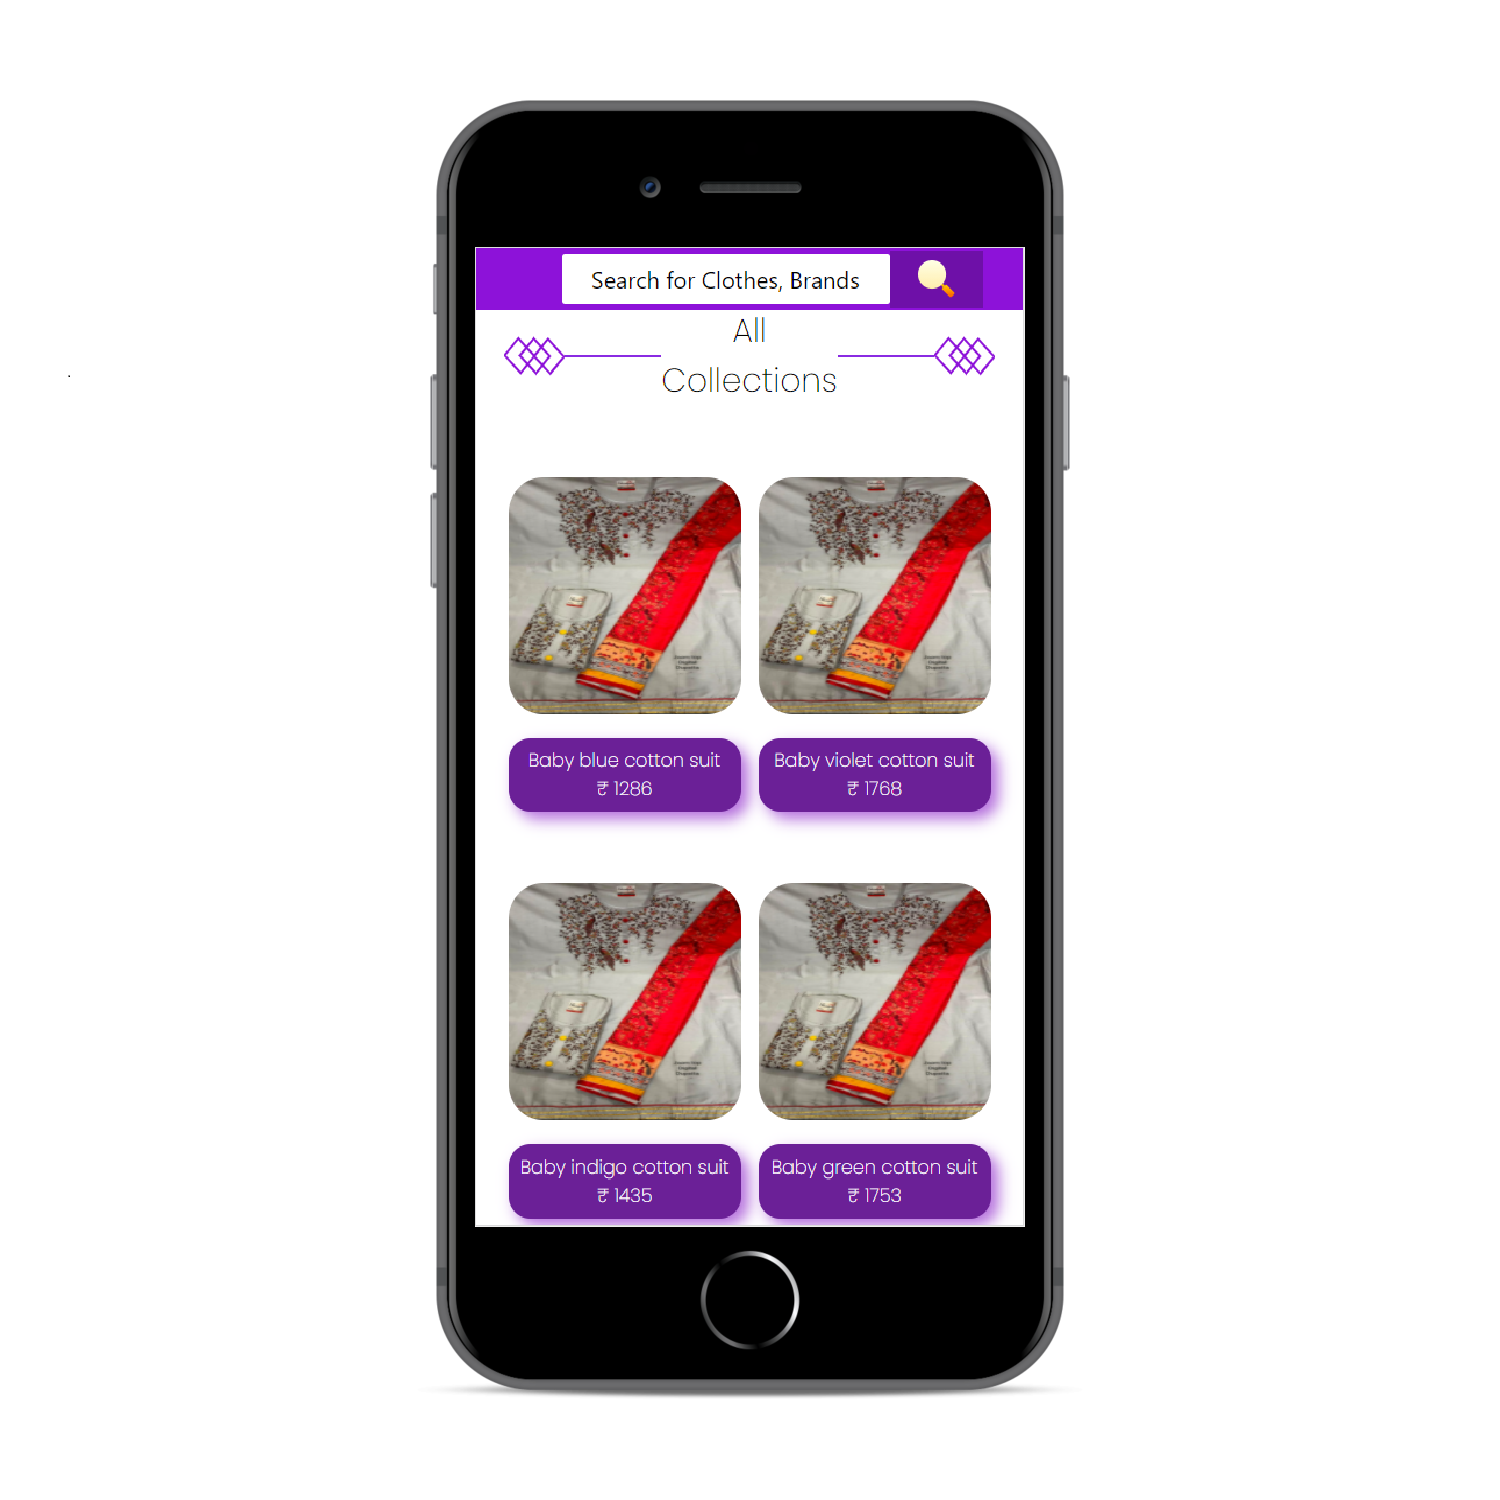 Search for Clothes, Brands
All
Collections
Baby blue cotton suit
₹ 1286
Baby violet cotton suit
₹ 1768
Baby indigo cotton suit
₹ 1435
Baby green cotton suit
₹ 1753